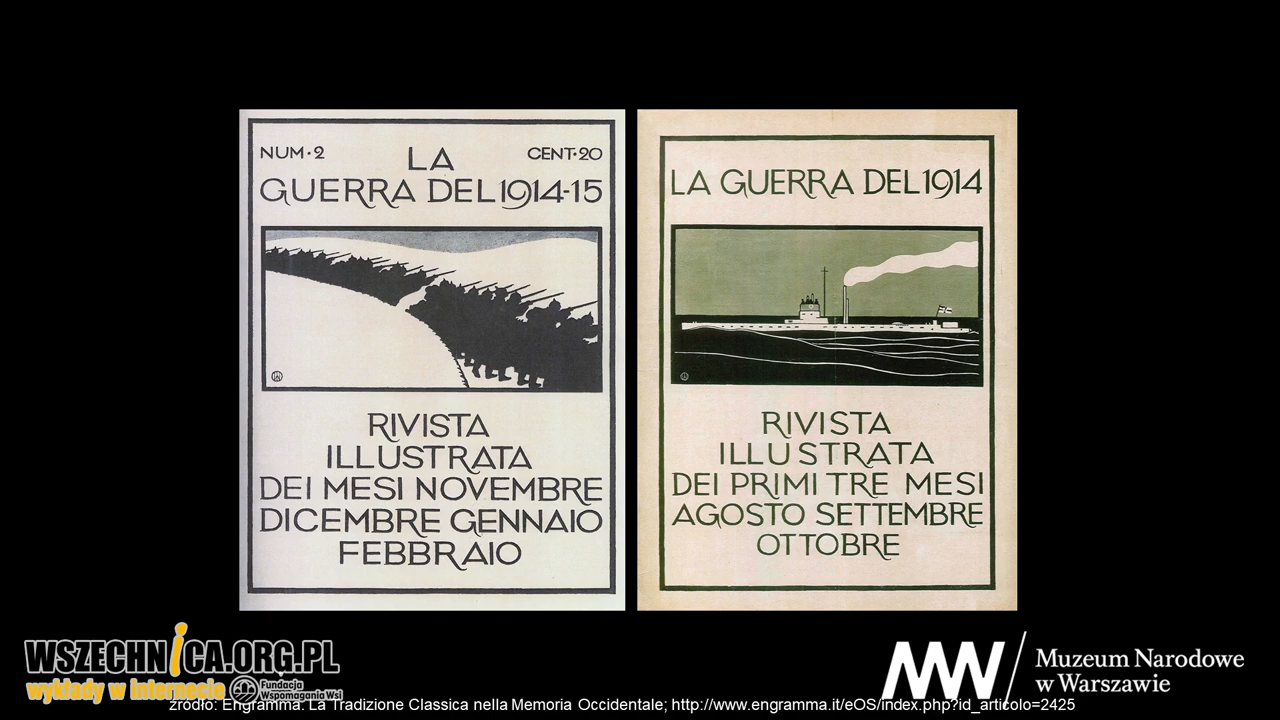 NUM·2
CENT·20
LA
GUERRA DEL 1914-15
RIVISTA
ILLUSTRATA
DEI MESI NOVEMBRE
DICEMBRE GENNAIO
FEBBRAIO
LA GUERRA DEL 1914
RIVISTA
ILLUSTRATA
DEI PRIMI TRE MESI
AGOSTO SETTEMBRE
OTTOBRE
WSZECHNICA.ORG.PL
wykłady w internecie
Fundacja
Wspomagania Wsi
Muzeum Narodowe
w Warszawie
źródło: Engramma. La Tradizione Classica nella Memoria Occidentale; http://www.engramma.it/eOS/index.php?id_articolo=2425